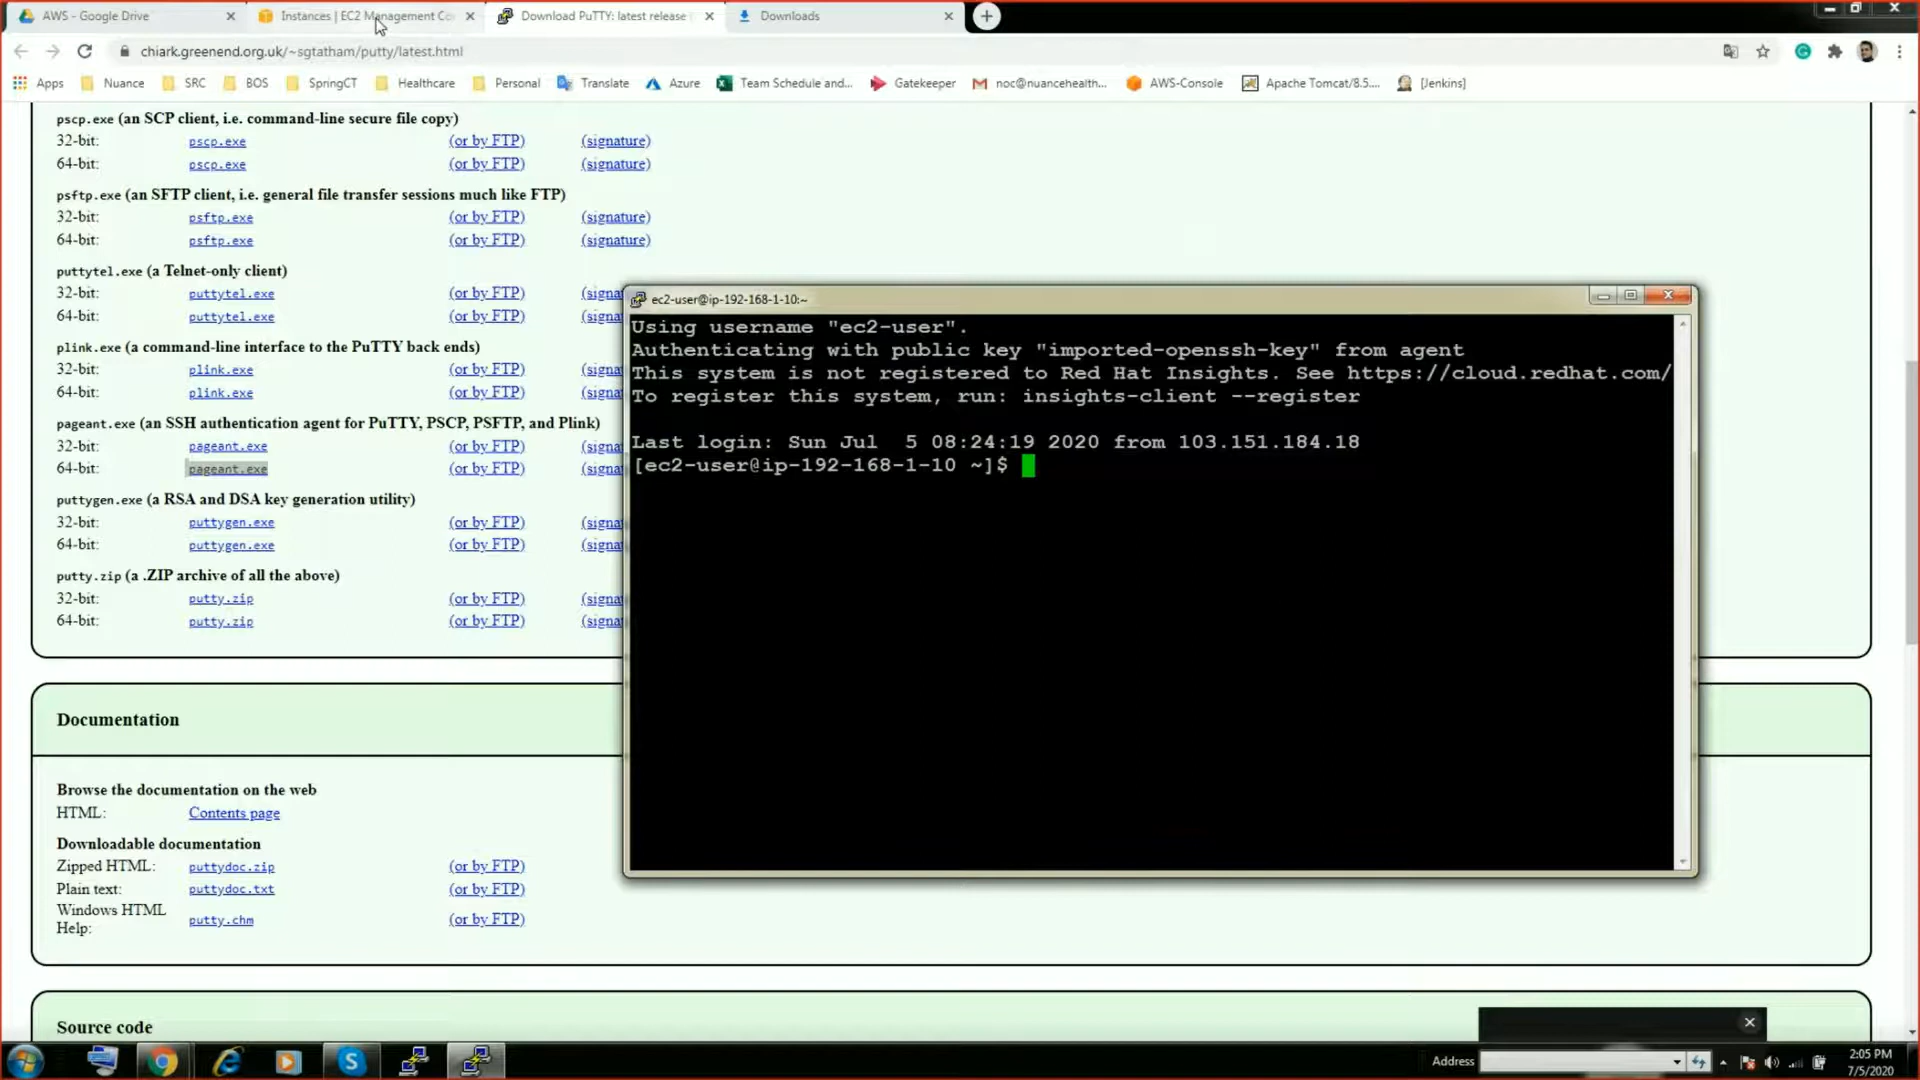 AWS - Google Drive
Instances | EC2 Management Co
Download PuTTY: latest release
Downloads
chiark.greenend.org.uk/~sgtatham/putty/latest.html
Apps
Nuance
SRC
BOS
SpringCT
Healthcare
Personal
Translate
Azure
Team Schedule and...
Gatekeeper
noc@nuancehealth...
AWS-Console
Apache Tomcat/8.5....
[Jenkins]
pscp.exe (an SCP client, i.e. command-line secure file copy)
32-bit: pscp.exe (or by FTP) (signature)
64-bit: pscp.exe (or by FTP) (signature)
psftp.exe (an SFTP client, i.e. general file transfer sessions much like FTP)
32-bit: psftp.exe (or by FTP) (signature)
64-bit: psftp.exe (or by FTP) (signature)
puttytel.exe (a Telnet-only client)
32-bit: puttytel.exe (or by FTP) (signa
64-bit: puttytel.exe (or by FTP) (signa
plink.exe (a command-line interface to the PuTTY back ends)
32-bit: plink.exe (or by FTP) (signa
64-bit: plink.exe (or by FTP) (signa
pageant.exe (an SSH authentication agent for PuTTY, PSCP, PSFTP, and Plink)
32-bit: pageant.exe (or by FTP) (signa
64-bit: pageant.exe (or by FTP) (signa
puttygen.exe (a RSA and DSA key generation utility)
32-bit: puttygen.exe (or by FTP) (signa
64-bit: puttygen.exe (or by FTP) (signa
putty.zip (a .ZIP archive of all the above)
32-bit: putty.zip (or by FTP) (signa
64-bit: putty.zip (or by FTP) (signa
Documentation
Browse the documentation on the web
HTML: Contents page
Downloadable documentation
Zipped HTML: puttydoc.zip (or by FTP)
Plain text: puttydoc.txt (or by FTP)
Windows HTML
Help: putty.chm (or by FTP)
Source code
ec2-user@ip-192-168-1-10:~
Using username "ec2-user".
Authenticating with public key "imported-openssh-key" from agent
This system is not registered to Red Hat Insights. See https://cloud.redhat.com/
To register this system, run: insights-client --register
Last login: Sun Jul  5 08:24:19 2020 from 103.151.184.18
[ec2-user@ip-192-168-1-10 ~]$
Address
2:05 PM
7/5/2020